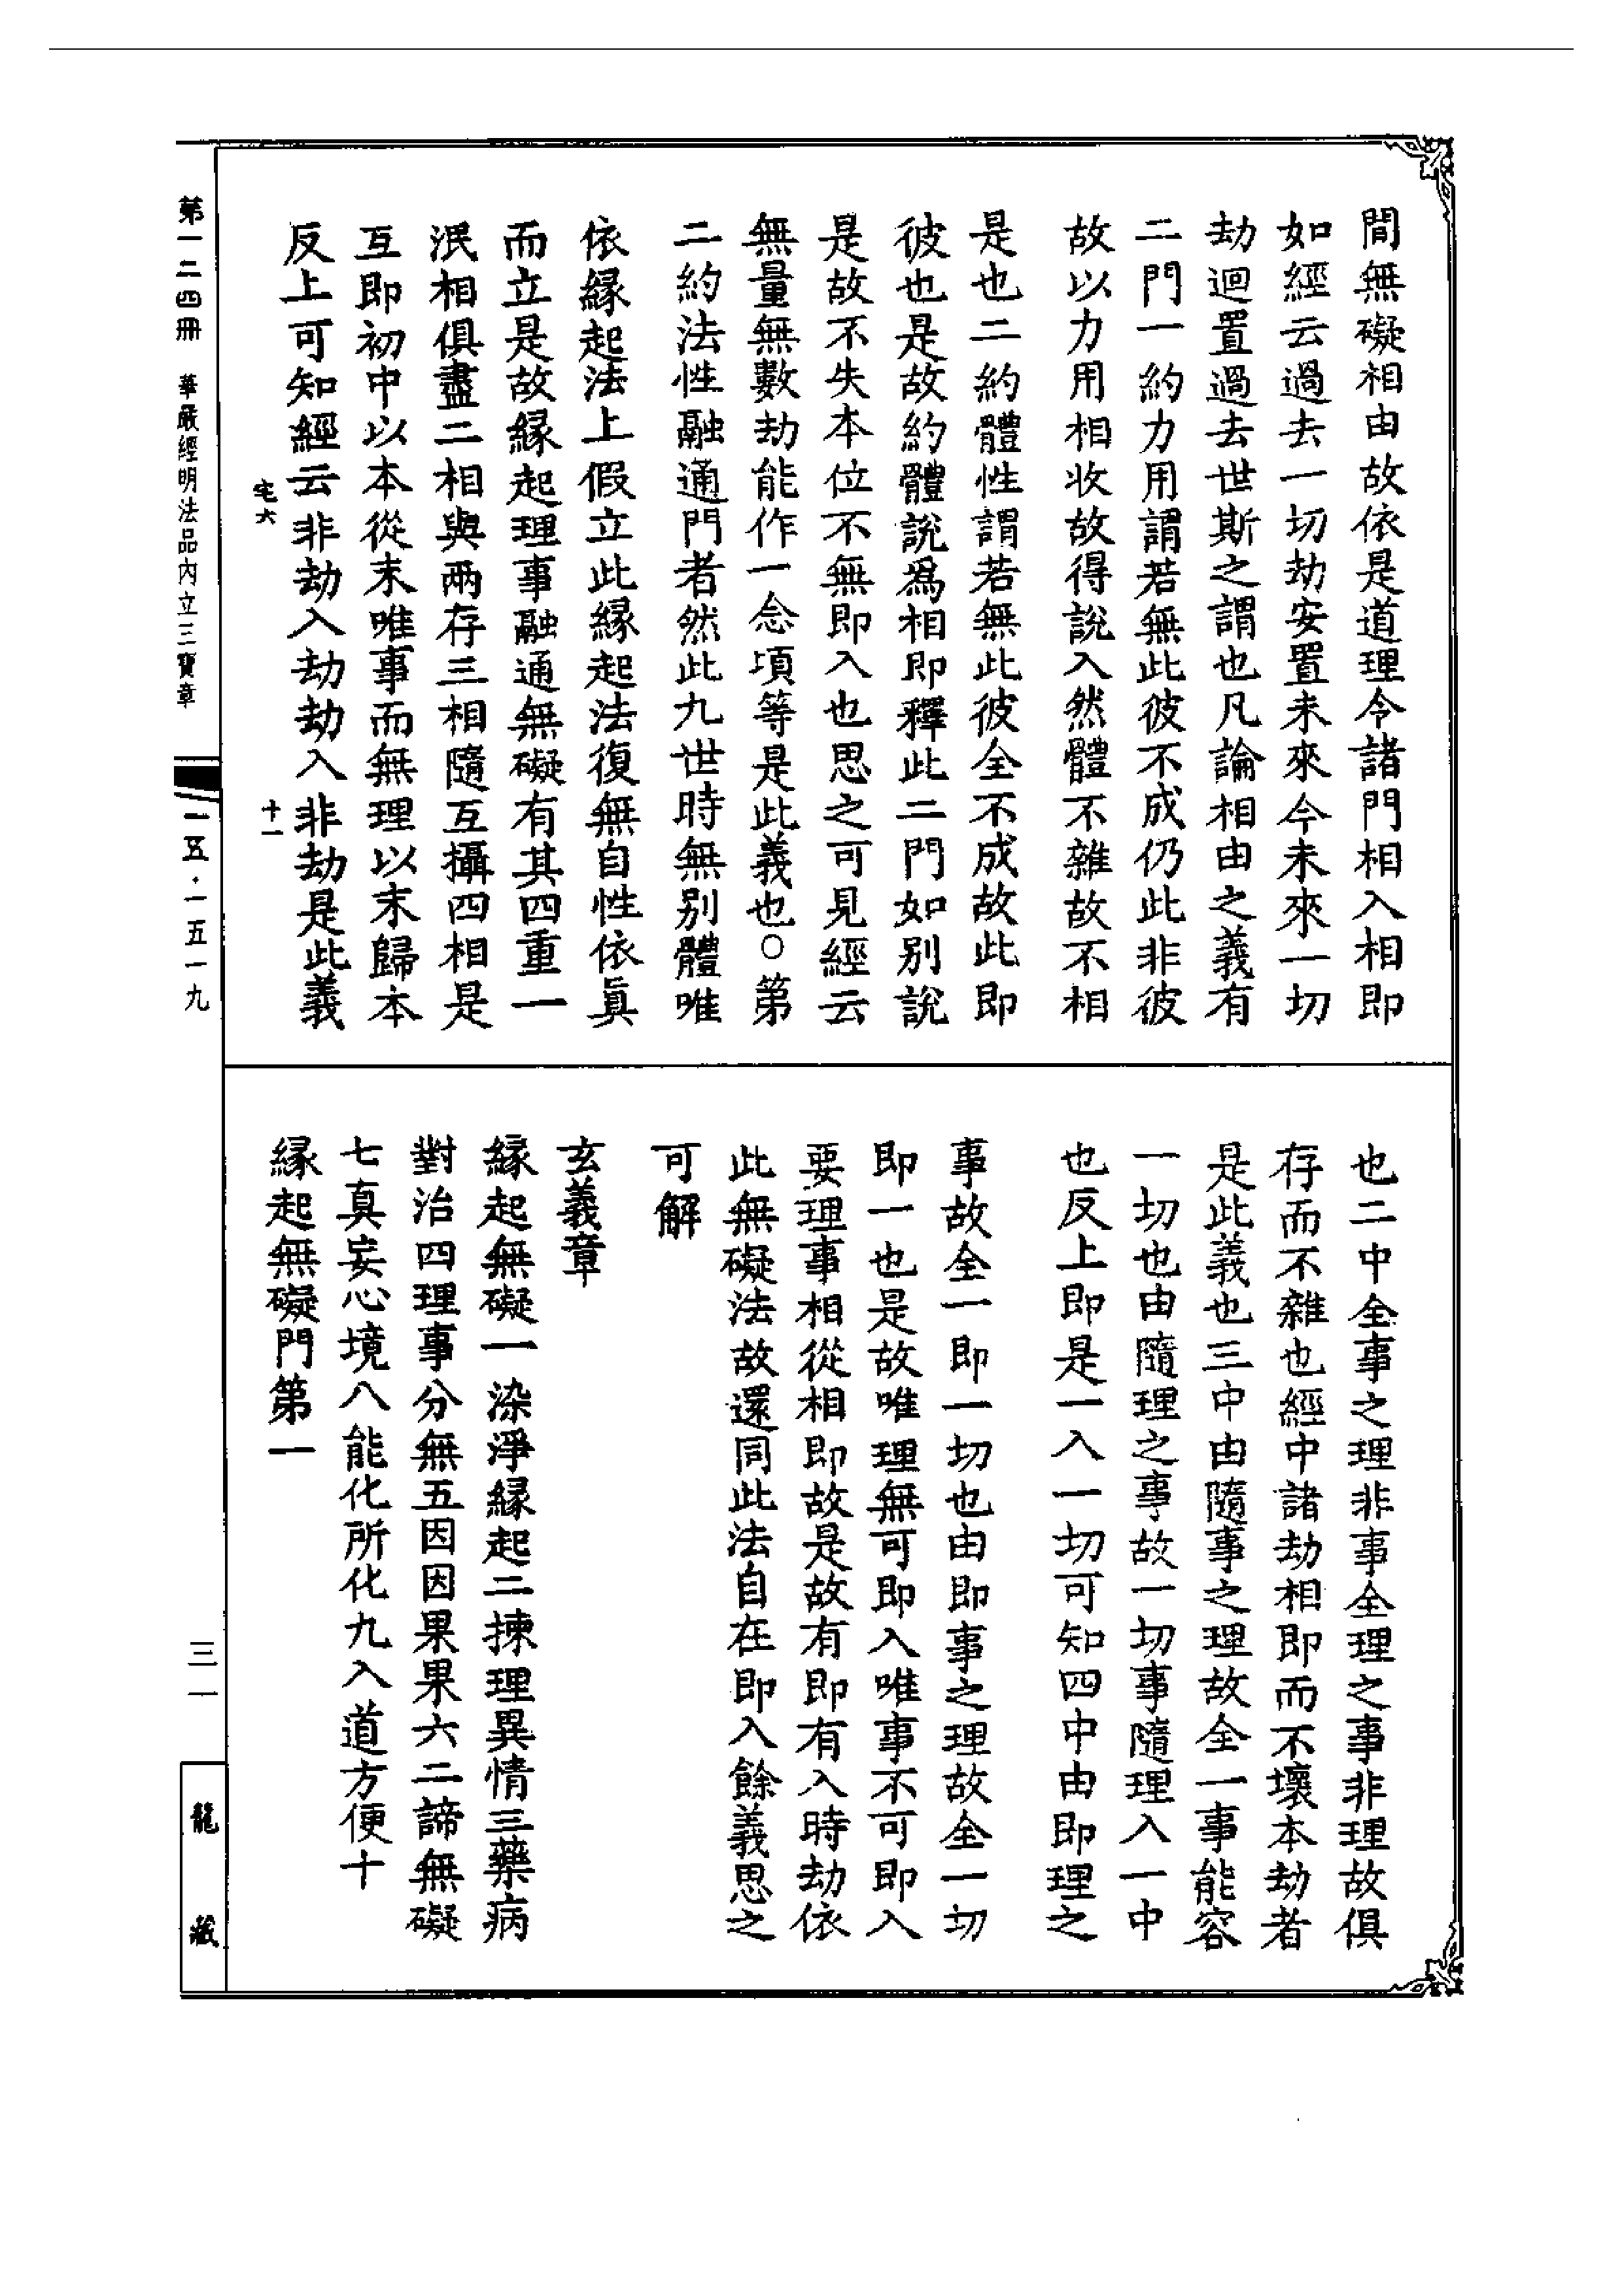 間無礙相由故依是道理令諸門相入相即
如經云過去一切劫安置未來今未來一切
劫迴置過去世斯之謂也凡論相由之義有
二門一約力用謂若無此彼不成仍此非彼
故以力用相收故得說入然體不雜故不相
是也二約體性謂若無此彼全不成故此即
彼也是故約體說爲相即釋此二門如別說
是故不失本位不無即入也思之可見經云
無量無數劫能作一念頃等是此義也〇第
二約法性融通門者然此九世時無別體唯
依緣起法上假立此緣起法復無自性依眞
而立是故緣起理事融通無礙有其四重一
泯相俱盡二相與兩存三相隨互攝四相是
互即初中以本從末唯事而無理以末歸本
反上可知經云非劫入劫劫入非劫是此義
宅六
十一
也二中全事之理非事全理之事非理故俱
存而不雜也經中諸劫相即而不壞本劫者
是此義也三中由隨事之理故全一事能容
一切也由隨理之事故一切事隨理入一中
也反上即是一入一切可知四中由即理之
事故全一即一切也由即事之理故全一切
即一也是故唯理無可即入唯事不可即入
要理事相從相即故是故有即有入時劫依
此無礙法故還同此法自在即入餘義思之
可解
玄義章
緣起無礙一染淨緣起二揀理異情三藥病
對治四理事分無五因因果果六二諦無礙
七真妄心境八能化所化九入道方便十
緣起無礙門第一
第一二四冊 華嚴經明法品內立三寶章
一五·一五一九
三一
龍藏